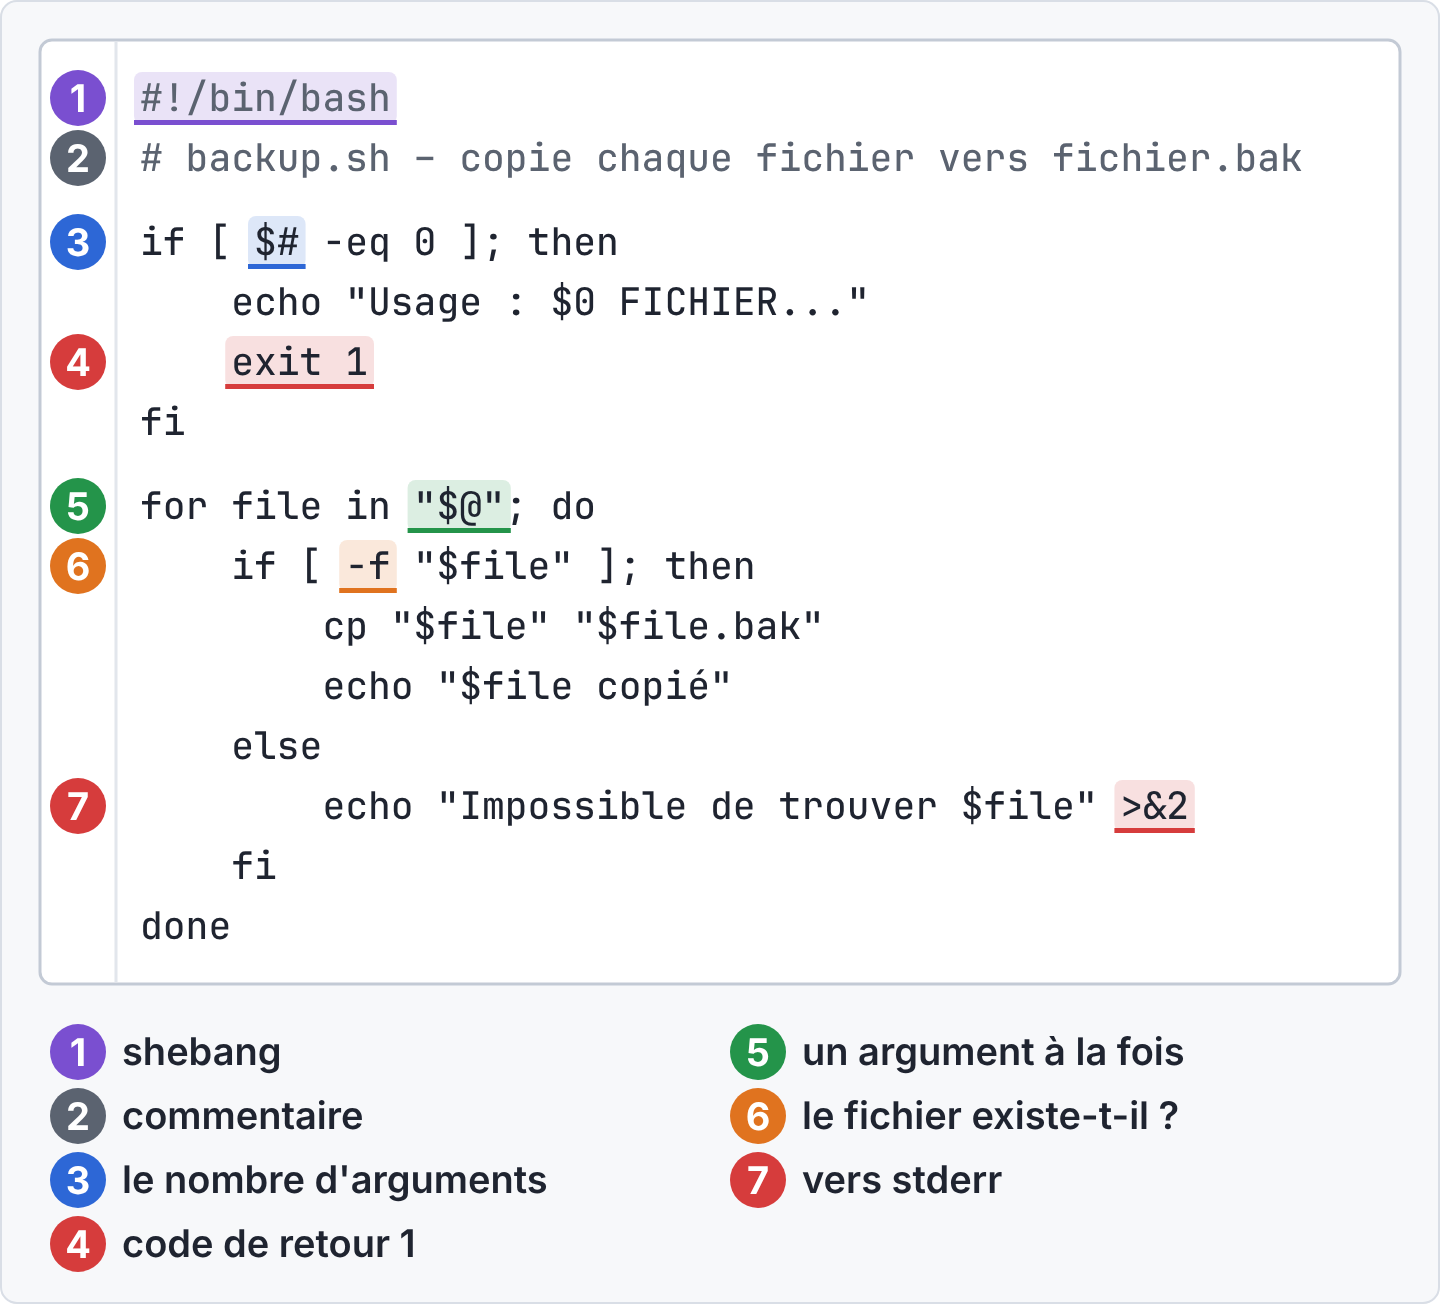 1 #!/bin/bash
2 # backup.sh – copie chaque fichier vers fichier.bak
3 if [ $# -eq 0 ]; then
echo "Usage : $0 FICHIER..."
4 exit 1
fi
5 for file in "$@"; do
6 if [ -f "$file" ]; then
cp "$file" "$file.bak"
echo "$file copié"
else
7 echo "Impossible de trouver $file" >&2
fi
done
1 shebang
2 commentaire
3 le nombre d'arguments
4 code de retour 1
5 un argument à la fois
6 le fichier existe-t-il ?
7 vers stderr